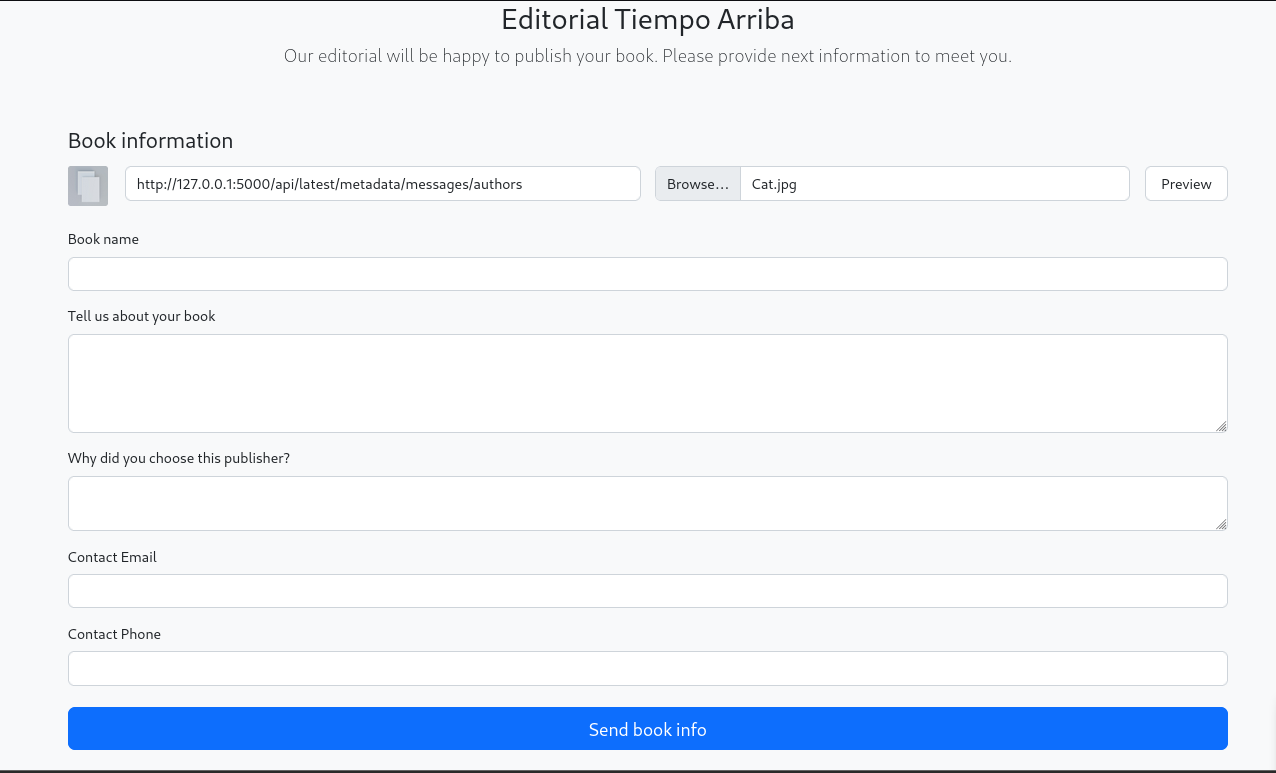 Editorial Tiempo Arriba
Our editorial will be happy to publish your book. Please provide next information to meet you.
Book information
http://127.0.0.1:5000/api/latest/metadata/messages/authors
Browse...
Cat.jpg
Preview
Book name
Tell us about your book
Why did you choose this publisher?
Contact Email
Contact Phone
Send book info